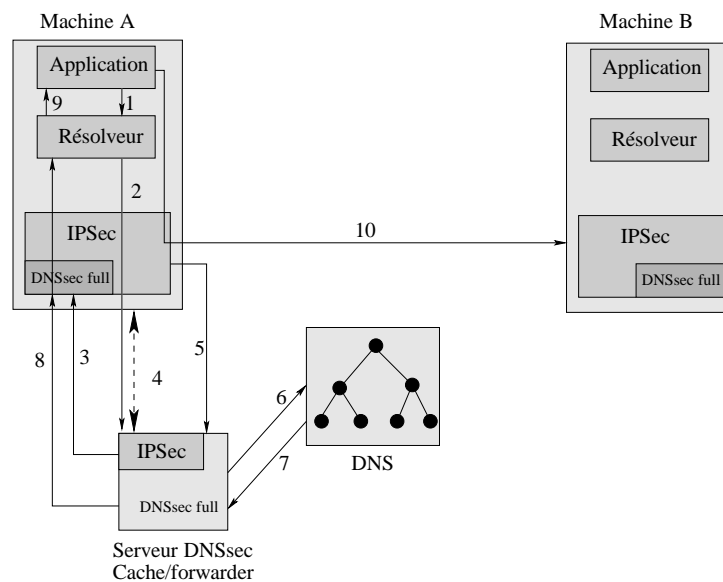 Machine A
Machine B
Application
Application
9
1
Résolveur
Résolveur
2
10
IPSec
IPSec
DNSsec full
DNSsec full
8
3
4
5
6
7
IPSec
DNSsec full
DNS
Serveur DNSsec
Cache/forwarder